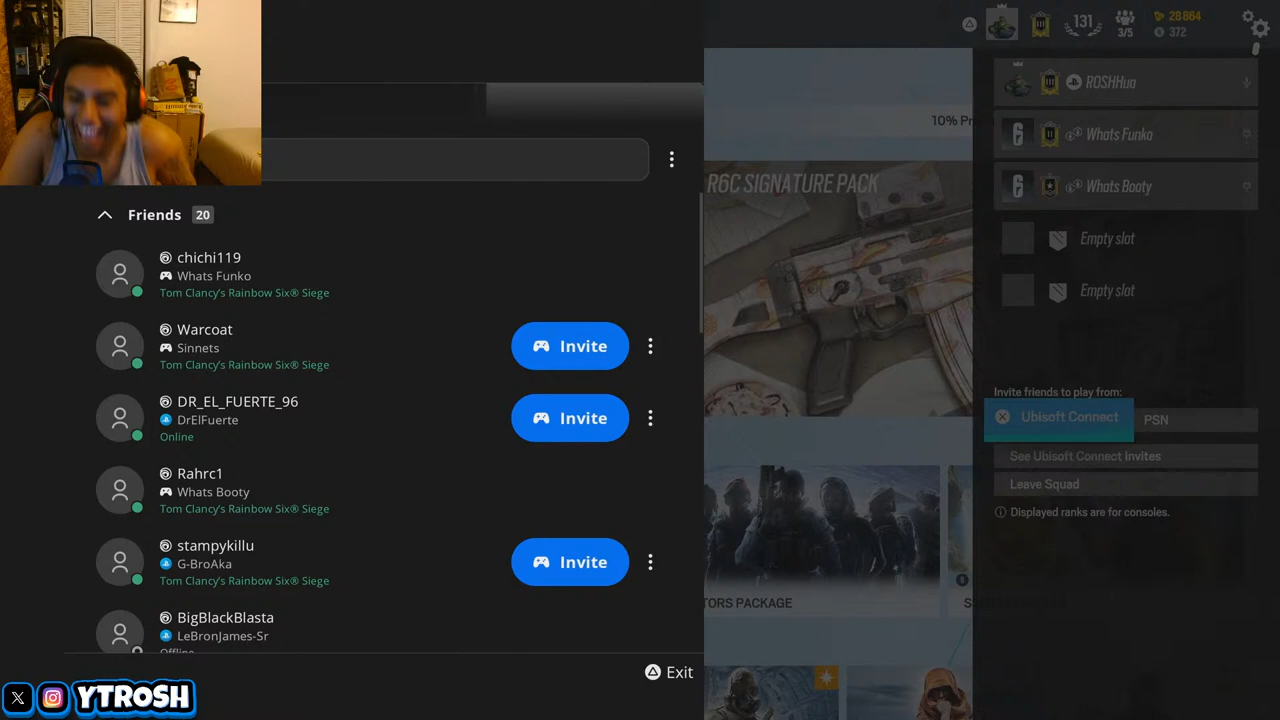 131
3/5
28 864
372
ROSHHua
Whats Funko
Whats Booty
Empty slot
Empty slot
10% Pr
R6C SIGNATURE PACK
Friends 20
chichi119
Whats Funko
Tom Clancy's Rainbow Six® Siege
Warcoat
Sinnets
Tom Clancy's Rainbow Six® Siege
Invite
DR_EL_FUERTE_96
DrElFuerte
Online
Invite
Rahrc1
Whats Booty
Tom Clancy's Rainbow Six® Siege
stampykillu
G-BroAka
Tom Clancy's Rainbow Six® Siege
Invite
BigBlackBlasta
LeBronJames-Sr
Offline
Exit
Invite friends to play from:
Ubisoft Connect
PSN
See Ubisoft Connect Invites
Leave Squad
Displayed ranks are for consoles.
TORS PACKAGE
YTROSH